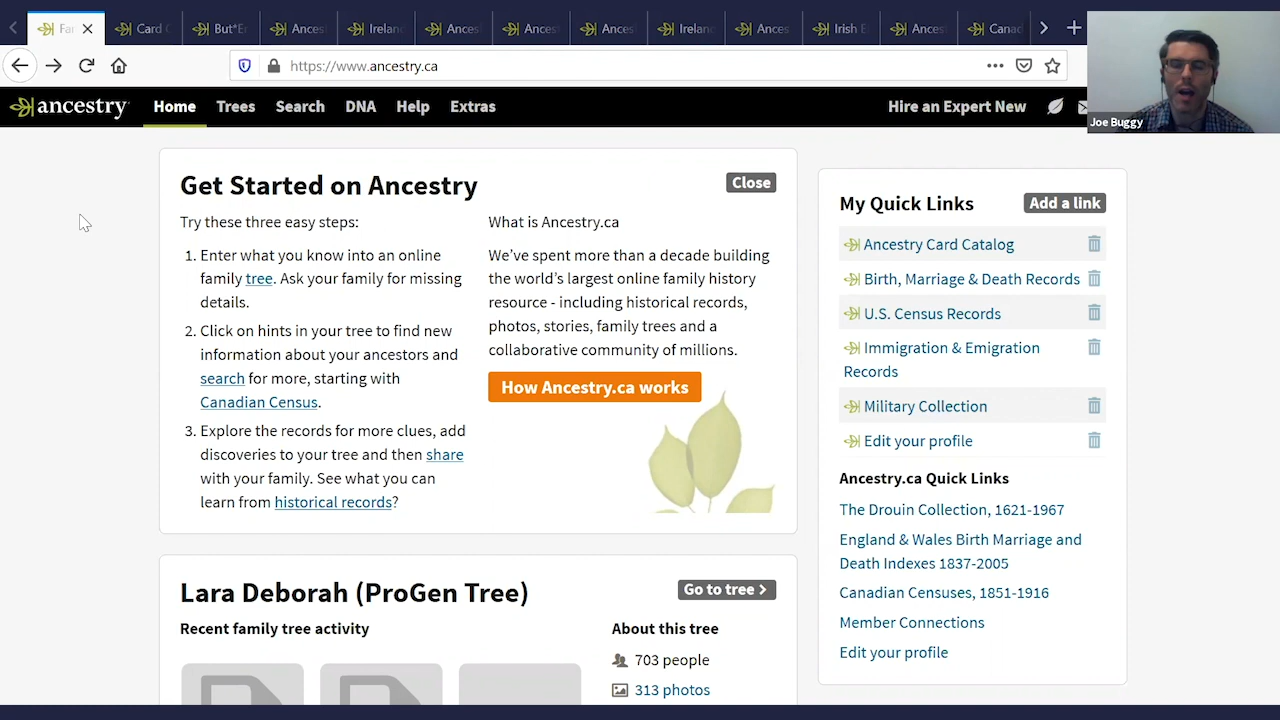 Fa
Card C
But*Er
Ances
Irelan
Ances
Ances
Ances
Irelan
Ances
Irish E
Ances
Canad
https://www.ancestry.ca
ancestry
Home
Trees
Search
DNA
Help
Extras
Hire an Expert New
Joe Buggy
Get Started on Ancestry
Close
Try these three easy steps:
1. Enter what you know into an online
family tree. Ask your family for missing
details.
2. Click on hints in your tree to find new
information about your ancestors and
search for more, starting with
Canadian Census.
3. Explore the records for more clues, add
discoveries to your tree and then share
with your family. See what you can
learn from historical records?
What is Ancestry.ca
We've spent more than a decade building
the world's largest online family history
resource - including historical records,
photos, stories, family trees and a
collaborative community of millions.
How Ancestry.ca works
My Quick Links
Add a link
Ancestry Card Catalog
Birth, Marriage & Death Records
U.S. Census Records
Immigration & Emigration
Records
Military Collection
Edit your profile
Ancestry.ca Quick Links
The Drouin Collection, 1621-1967
England & Wales Birth Marriage and
Death Indexes 1837-2005
Canadian Censuses, 1851-1916
Member Connections
Edit your profile
Lara Deborah (ProGen Tree)
Go to tree >
Recent family tree activity
About this tree
703 people
313 photos